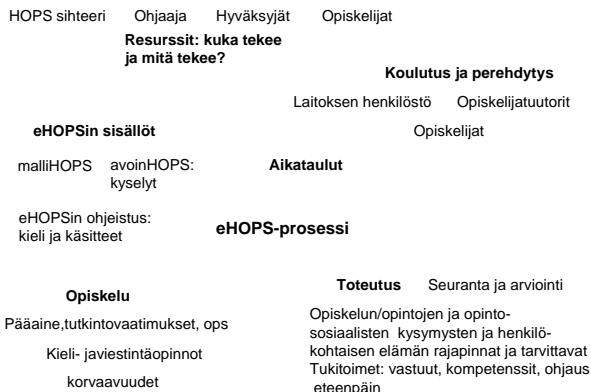 HOPS sihteeri Ohjaaja Hyväksyjät Opiskelijat
Resurssit: kuka tekee
ja mitä tekee?
Koulutus ja perehdytys
Laitoksen henkilöstö Opiskelijatuutorit
Opiskelijat
eHOPSin sisällöt
malliHOPS
avoinHOPS:
kyselyt
Aikataulut
eHOPSin ohjeistus:
kieli ja käsitteet
eHOPS-prosessi
Opiskelu
Pääaine,tutkintovaatimukset, ops
Kieli- javiestintäopinnot
korvaavuudet
Toteutus Seuranta ja arviointi
Opiskelun/opintojen ja opinto-
sosiaalisten kysymysten ja henkilö-
kohtaisen elämän rajapinnat ja tarvittavat
Tukitoimet: vastuut, kompetenssit, ohjaus
eteenpäin